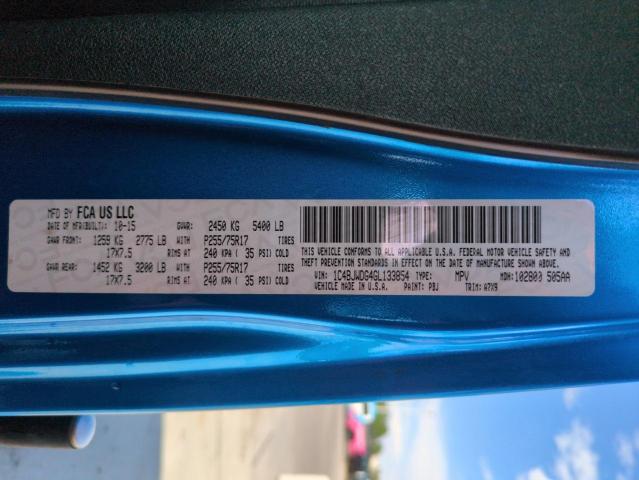 MFD BY FCA US LLC
DATE OF MFR(BUILT): 10-15 GVWR: 2450 KG 5400 LB
GAWR FRONT: 1259 KG 2775 LB WITH P255/75R17 TIRES
17X7.5 RIMS AT 240 KPA ( 35 PSI) COLD
GAWR REAR: 1452 KG 3200 LB WITH P255/75R17 TIRES
17X7.5 RIMS AT 240 KPA ( 35 PSI) COLD
THIS VEHICLE CONFORMS TO ALL APPLICABLE U.S.A. FEDERAL MOTOR VEHICLE SAFETY AND
THEFT PREVENTION STANDARDS IN EFFECT ON THE DATE OF MANUFACTURE SHOWN ABOVE.
VIN: 1C4BJWDG4GL133854 TYPE: MPV MDH: 102800 505AA
VEHICLE MADE IN U.S.A. PAINT: PBJ TRIM: A7X9